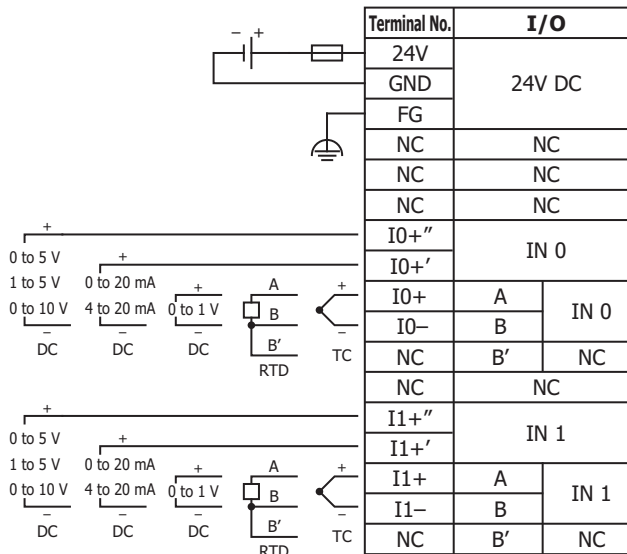 Terminal No. I/O
− + 24V
GND 24V DC
FG
NC NC
NC NC
NC NC
+ I0+″
0 to 5 V + I0+′ IN 0
1 to 5 V 0 to 20 mA + A + I0+ A
0 to 10 V 4 to 20 mA 0 to 1 V B I0− B IN 0
− − − B′ −
DC DC DC RTD TC NC B′ NC
NC NC
+ I1+″
0 to 5 V + I1+′ IN 1
1 to 5 V 0 to 20 mA + A + I1+ A
0 to 10 V 4 to 20 mA 0 to 1 V B I1− B IN 1
− − − B′ −
DC DC DC RTD TC NC B′ NC